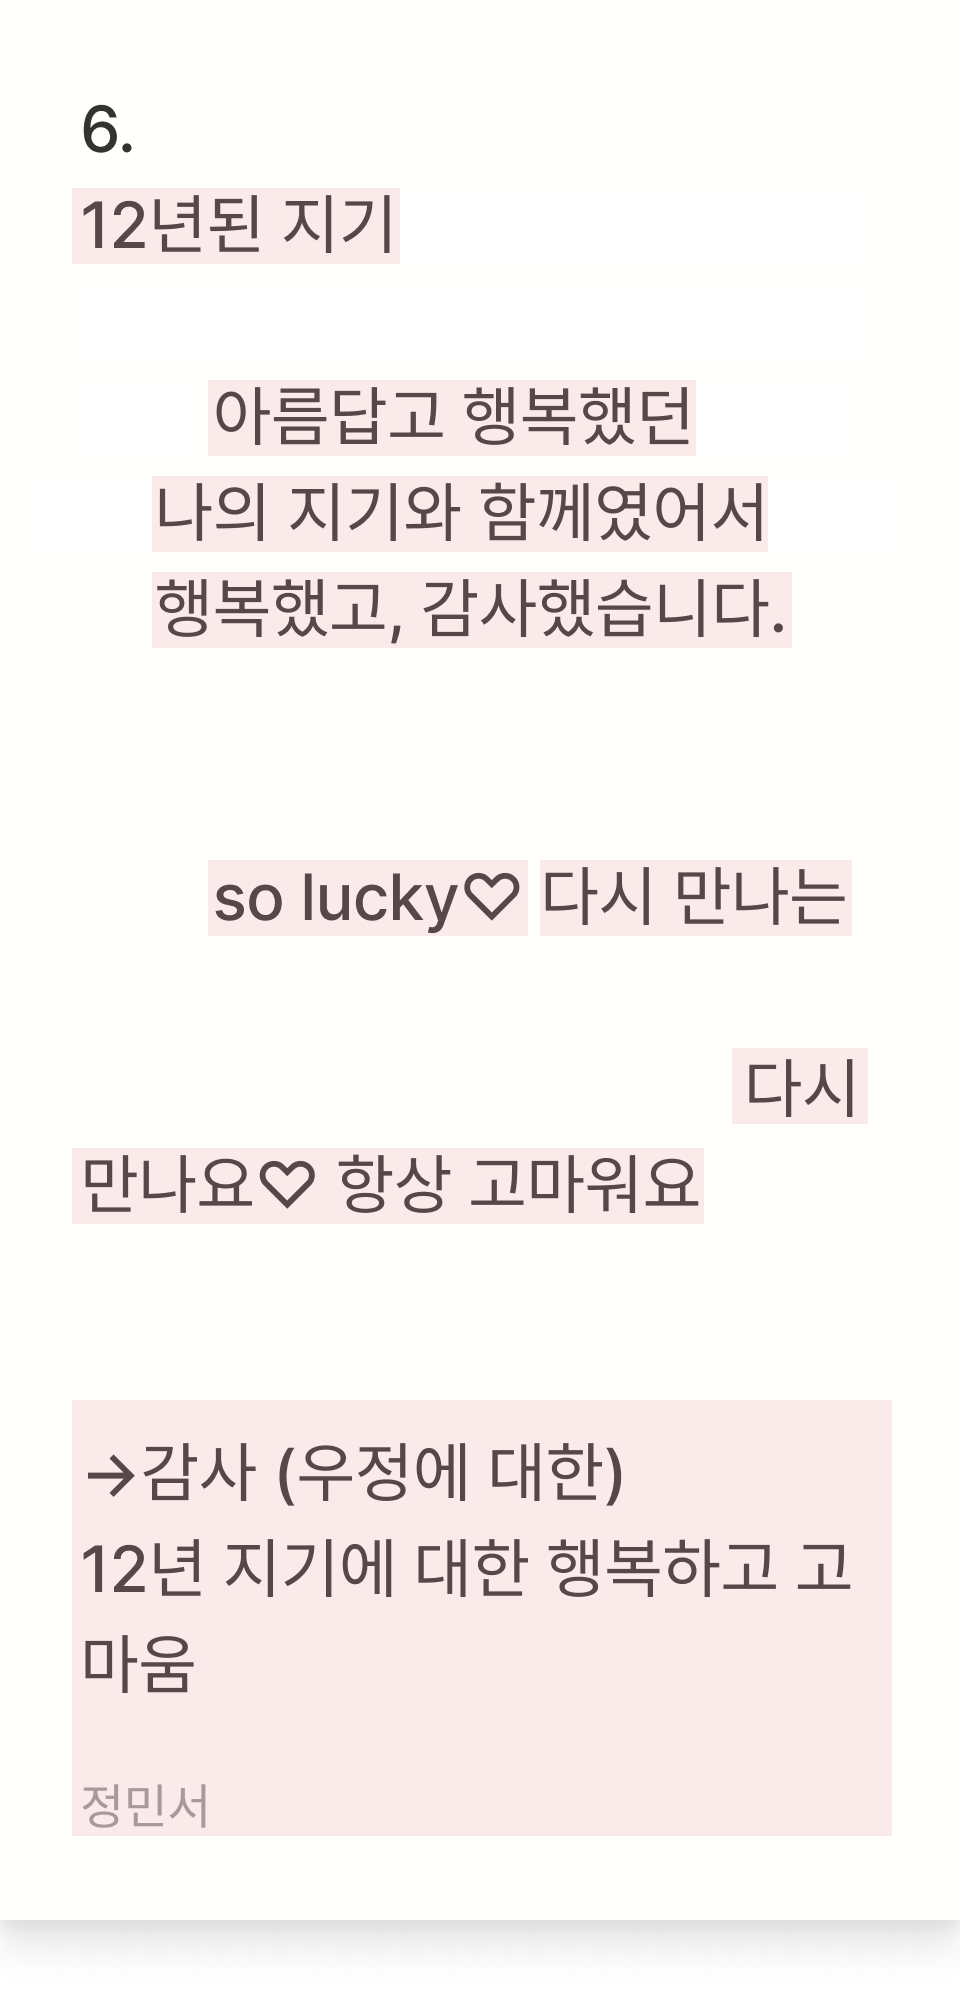 6.
12년된 지기
아름답고 행복했던
나의 지기와 함께였어서
행복했고, 감사했습니다.
so lucky♡ 다시 만나는
다시
만나요♡ 항상 고마워요
→감사 (우정에 대한)
12년 지기에 대한 행복하고 고
마움
정민서